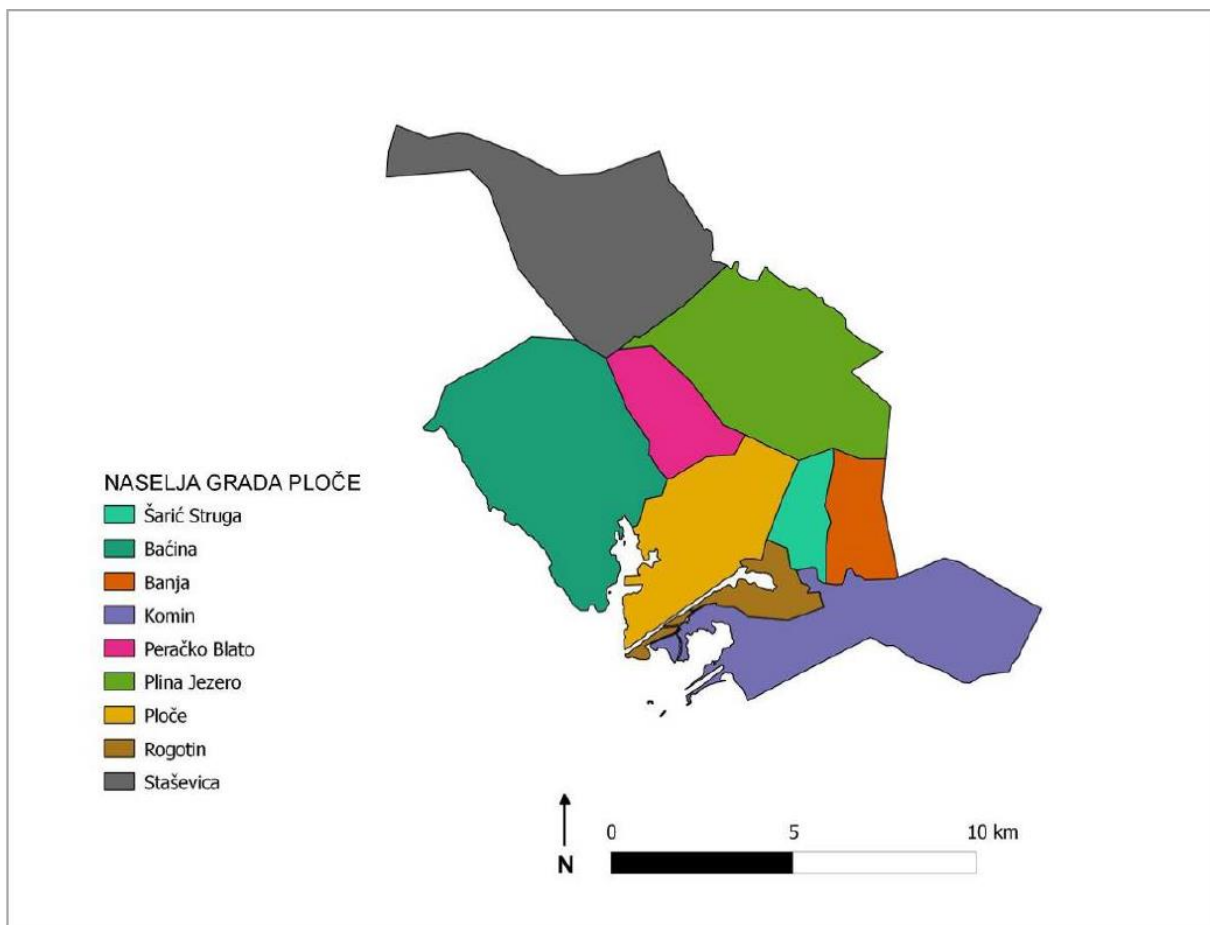 NASELJA GRADA PLOČE
Šarić Struga
Baćina
Banja
Komin
Peračko Blato
Plina Jezero
Ploče
Rogotin
Staševica
N
0 5 10 km